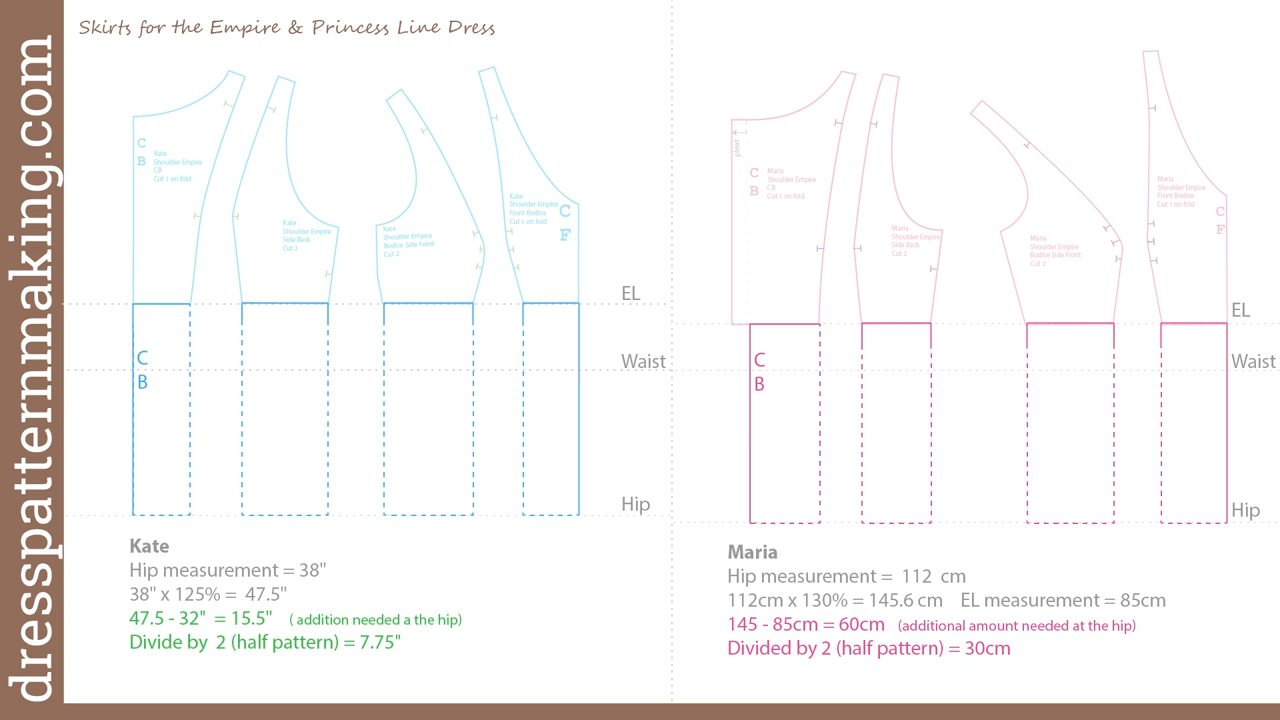 dresspatternmaking.com
Skirts for the Empire & Princess Line Dress
C
B
Kate
Shoulder Empire
CB
Cut 1 on fold
Kate
Shoulder Empire
Side Back
Cut 2
Kate
Shoulder Empire
Bodice Side Front
Cut 2
Kate
Shoulder Empire
Front Bodice
Cut 1 on fold
C
F
EL
Waist
Hip
C
B
Kate
Hip measurement = 38"
38" x 125% = 47.5"
47.5 - 32" = 15.5" ( addition needed a the hip)
Divide by 2 (half pattern) = 7.75"
pleat
C
B
Maria
Shoulder Empire
CB
Cut 1 on fold
Maria
Shoulder Empire
Side Back
Cut 2
Maria
Shoulder Empire
Bodice Side Front
Cut 2
Maria
Shoulder Empire
Front Bodice
Cut 1 on fold
C
F
EL
Waist
Hip
C
B
Maria
Hip measurement = 112 cm
112cm x 130% = 145.6 cm EL measurement = 85cm
145 - 85cm = 60cm (additional amount needed at the hip)
Divided by 2 (half pattern) = 30cm